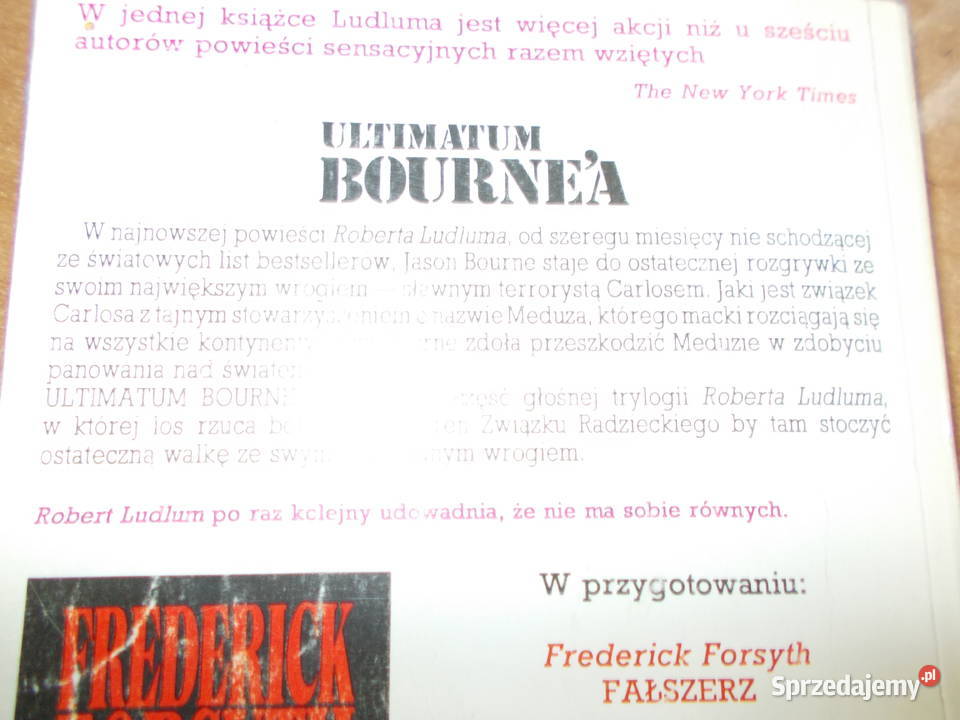 W jednej książce Ludluma jest więcej akcji niż u sześciu
autorów powieści sensacyjnych razem wziętych
The New York Times
ULTIMATUM
BOURNE'A
W najnowszej powieści Roberta Ludluma, od szeregu miesięcy nie schodzącej
ze światowych list bestsellerów, Jason Bourne staje do ostatecznej rozgrywki ze
swoim największym wrogiem — sławnym terrorystą Carlosem. Jaki jest związek
Carlosa z tajnym stowarzyszeniem o nazwie Meduza, którego macki rozciągają się
na wszystkie kontynenty zdoła przeszkodzić Meduzie w zdobyciu
panowania nad światem
ULTIMATUM BOURNE część głośnej trylogii Roberta Ludluma,
w której los rzuca Związku Radzieckiego by tam stoczyć
ostateczną walkę ze swym wrogiem.
Robert Ludlum po raz kolejny udowadnia, że nie ma sobie równych.
W przygotowaniu:
FREDERICK
FORSYTH
Frederick Forsyth
FAŁSZERZ
Sprzedajemy.pl